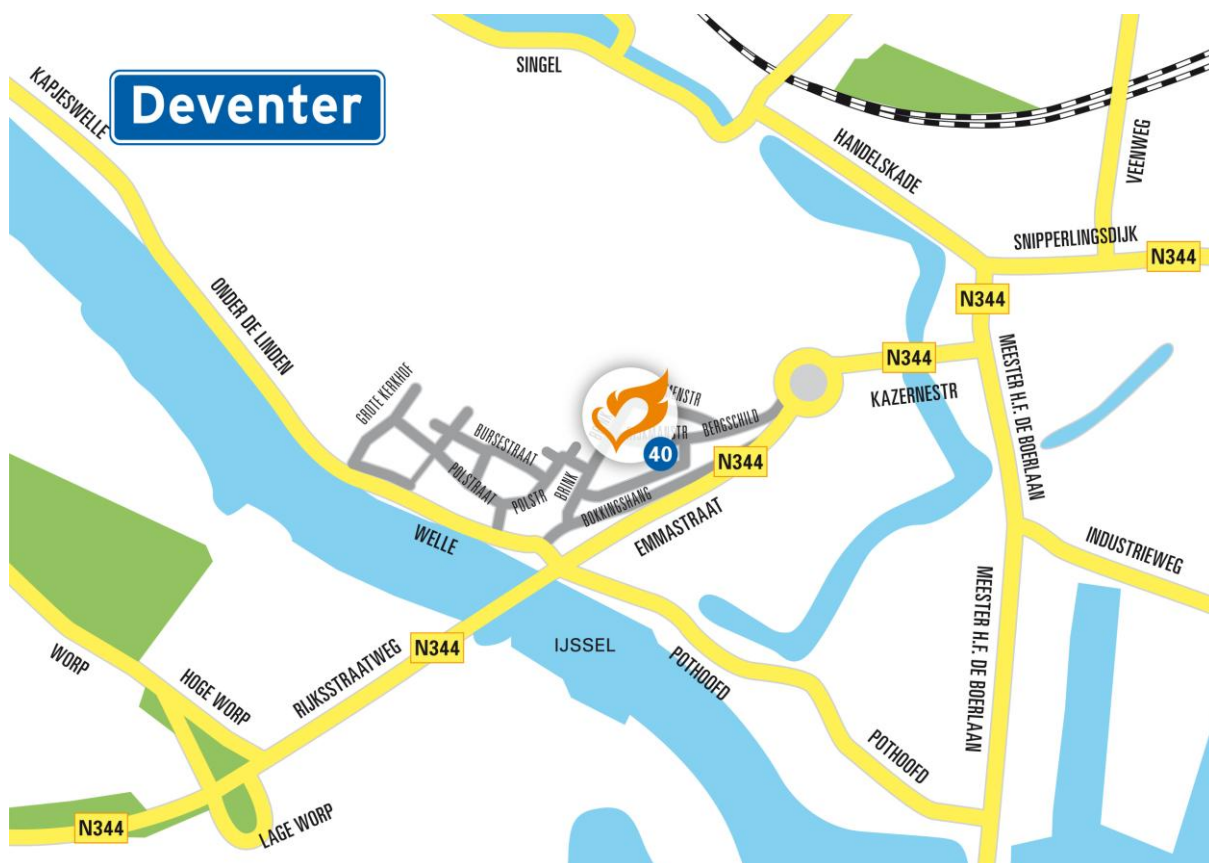 Deventer
SINGEL
KAPJESWELLE
HANDELSKADE
VEENWEG
SNIPPERLINGSDIJK
N344
N344
ONDER DE LINDEN
N344
MEESTER H.F. DE BOERLAAN
KAZERNESTR
GROTE KERKHOF
BERGSCHILD
BURSESTRAAT
40
N344
POLSTRAAT
POLSTR
BRINK
BOKKINGSHANG
EMMASTRAAT
WELLE
INDUSTRIEWEG
MEESTER H.F. DE BOERLAAN
IJSSEL
N344
RIJKSSTRAATWEG
WORP
HOGE WORP
POTHOOFD
POTHOOFD
N344
LAGE WORP